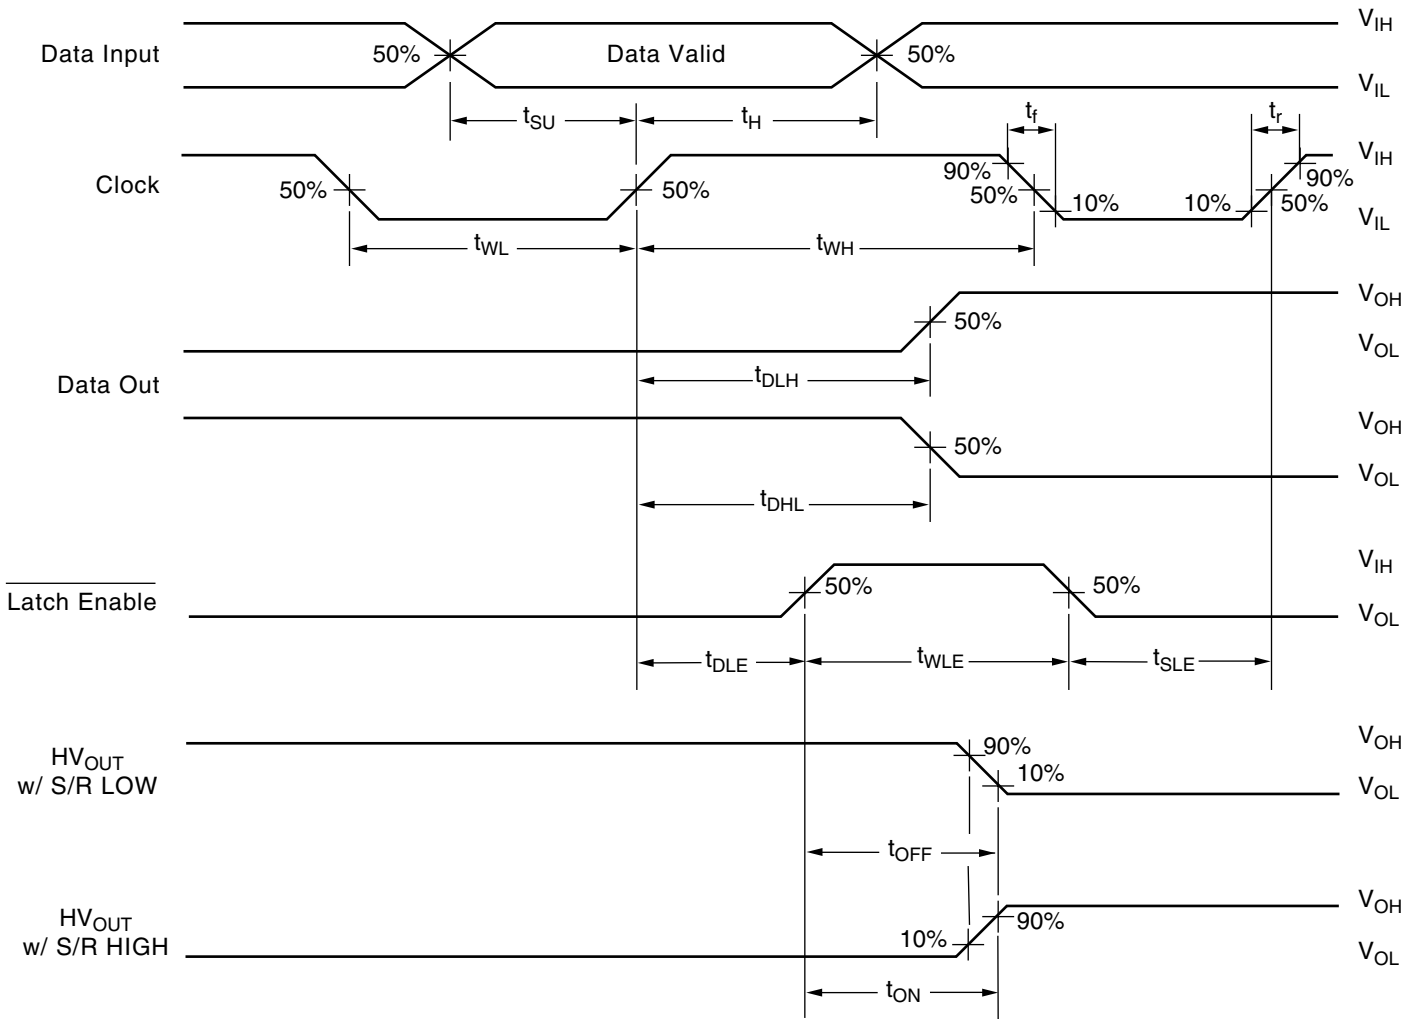 V_IH
Data Input 50% Data Valid 50%
V_IL
t_SU t_H t_f t_r
V_IH
Clock 50% 50% 90% 50% 10% 10% 50% 90%
V_IL
t_WL t_WH
V_OH
50%
V_OL
Data Out
t_DLH
V_OH
50%
V_OL
t_DHL
V_IH
Latch Enable 50% 50%
V_OL
t_DLE t_WLE t_SLE
HV_OUT 90% V_OH
w/ S/R LOW 10% V_OL
t_OFF
HV_OUT 90% V_OH
w/ S/R HIGH 10% V_OL
t_ON